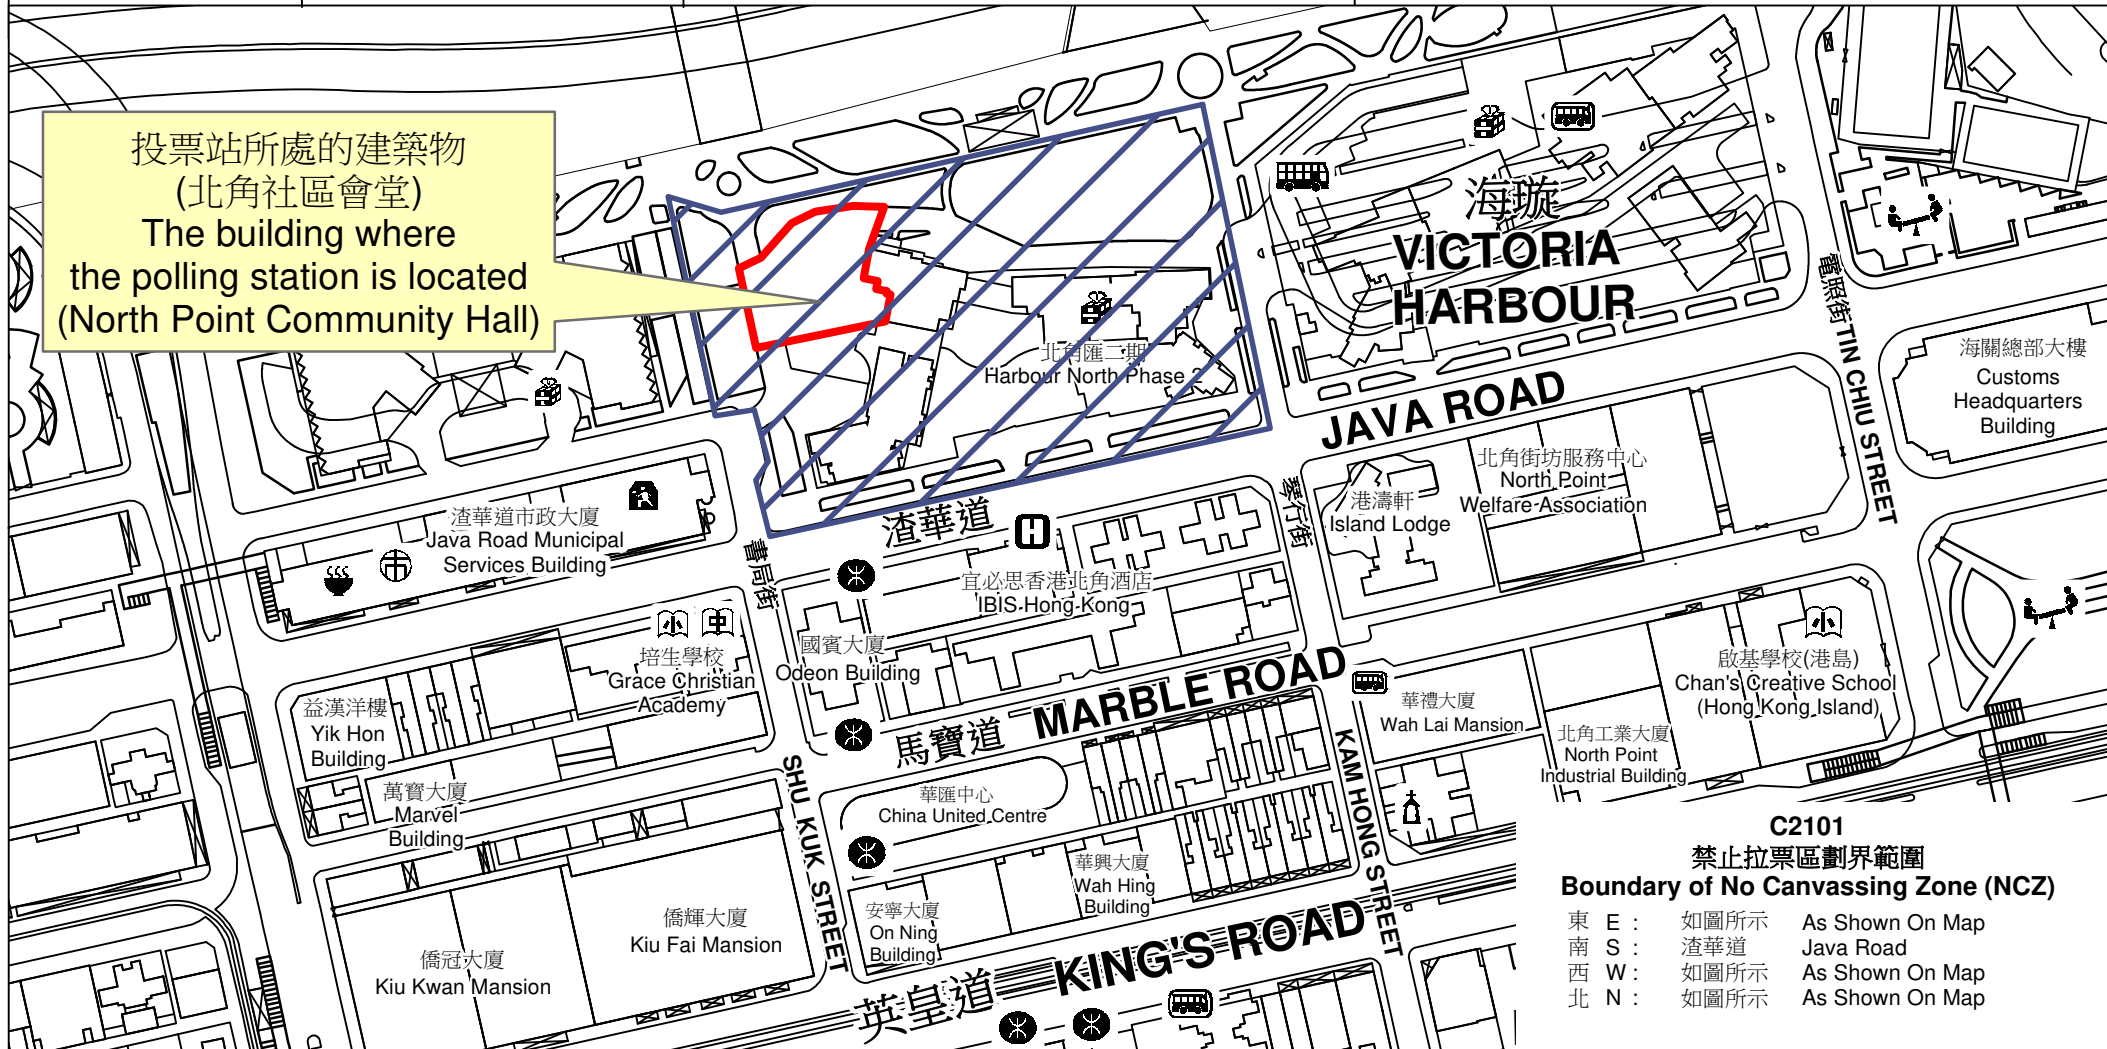 投票站所處的建築物
(北角社區會堂)
The building where
the polling station is located
(North Point Community Hall)
海璇
VICTORIA
HARBOUR
北角匯二期
Harbour North Phase 2
電照街
TIN CHIU STREET
海關總部大樓
Customs
Headquarters
Building
JAVA ROAD
渣華道
北角街坊服務中心
North Point
Welfare Association
港濤軒
Island Lodge
琴行街
渣華道市政大廈
Java Road Municipal
Services Building
市
書局街
H
宜必思香港北角酒店
IBIS Hong Kong
小
中
培生學校
Grace Christian
Academy
國賓大廈
Odeon Building
小
啟基學校(港島)
Chan's Creative School
(Hong Kong Island)
益漢洋樓
Yik Hon
Building
馬寶道
MARBLE ROAD
華禮大廈
Wah Lai Mansion
北角工業大廈
North Point
Industrial Building
萬寶大廈
Marvel
Building
SHU KUK STREET
華匯中心
China United Centre
KAM HONG STREET
華興大廈
Wah Hing
Building
安寧大廈
On Ning
Building
僑輝大廈
Kiu Fai Mansion
僑冠大廈
Kiu Kwan Mansion
英皇道
KING'S ROAD
C2101
禁止拉票區劃界範圍
Boundary of No Canvassing Zone (NCZ)
東 E : 如圖所示 As Shown On Map
南 S : 渣華道 Java Road
西 W : 如圖所示 As Shown On Map
北 N : 如圖所示 As Shown On Map